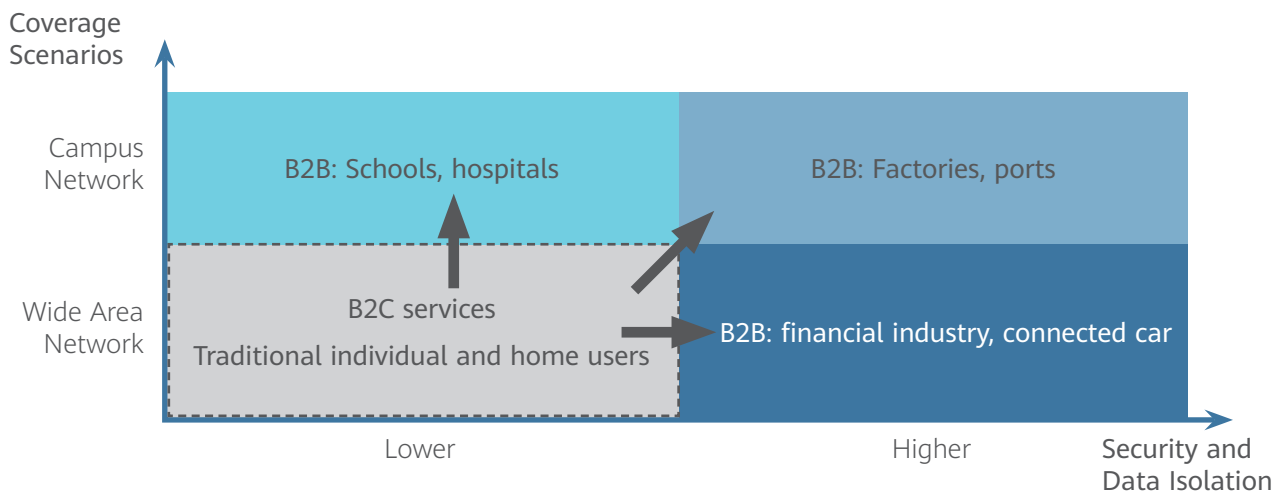 Coverage
Scenarios
Campus
Network
B2B: Schools, hospitals
B2B: Factories, ports
Wide Area
Network
B2C services
Traditional individual and home users
B2B: financial industry, connected car
Lower
Higher
Security and
Data Isolation